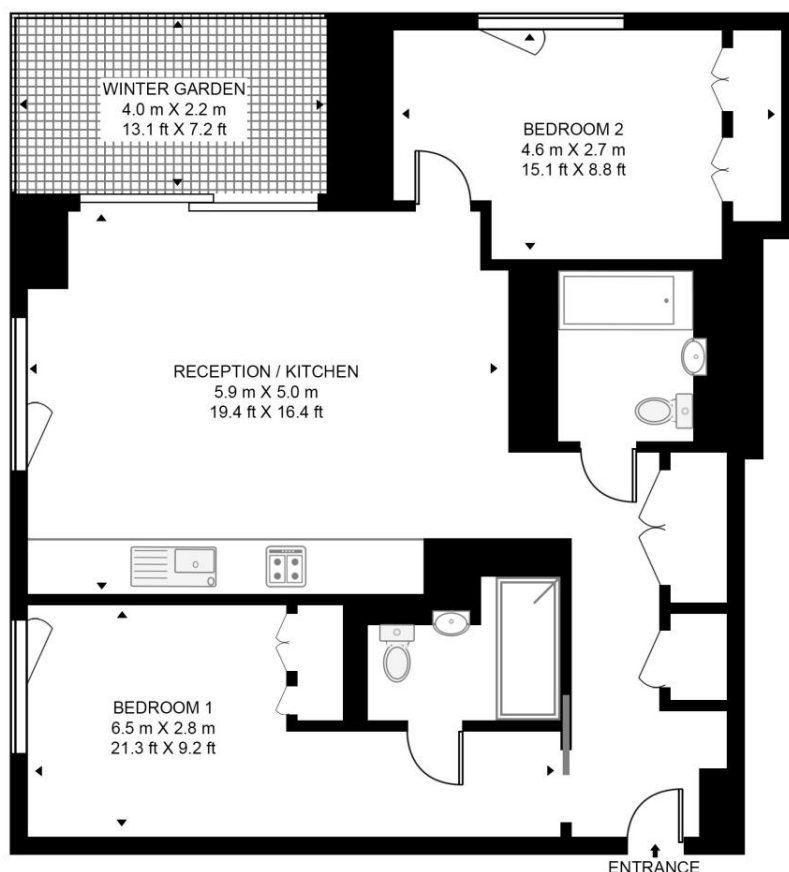 WINTER GARDEN
4.0 m X 2.2 m
13.1 ft X 7.2 ft
BEDROOM 2
4.6 m X 2.7 m
15.1 ft X 8.8 ft
RECEPTION / KITCHEN
5.9 m X 5.0 m
19.4 ft X 16.4 ft
BEDROOM 1
6.5 m X 2.8 m
21.3 ft X 9.2 ft
ENTRANCE